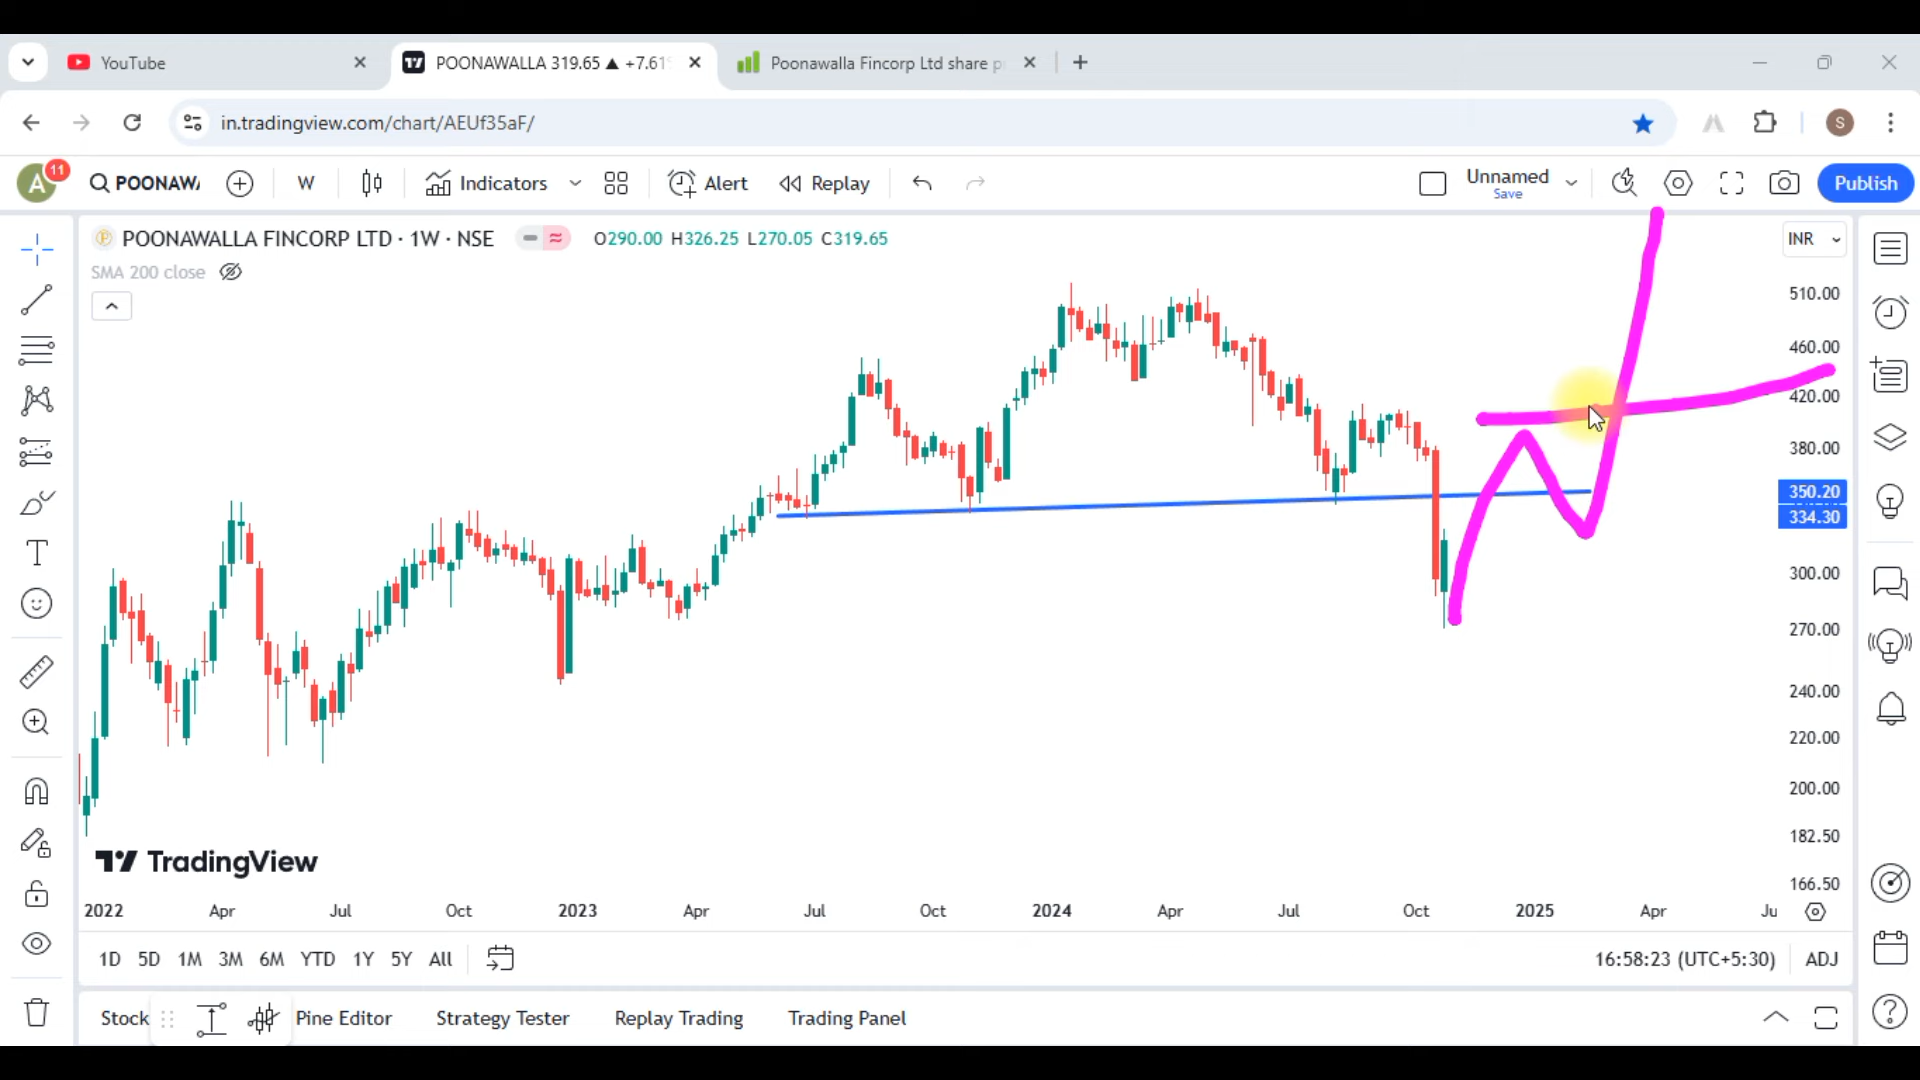 YouTube
POONAWALLA 319.65 ▲ +7.61
Poonawalla Fincorp Ltd share p
in.tradingview.com/chart/AEUf35aF/
S
A
11
POONAWA
W
Indicators
Alert
Replay
Unnamed
Save
Publish
POONAWALLA FINCORP LTD · 1W · NSE
O290.00 H326.25 L270.05 C319.65
INR
SMA 200 close
510.00
460.00
420.00
380.00
350.20
334.30
300.00
270.00
240.00
220.00
200.00
182.50
166.50
TradingView
2022 Apr Jul Oct 2023 Apr Jul Oct 2024 Apr Jul Oct 2025 Apr Ju
1D 5D 1M 3M 6M YTD 1Y 5Y All
16:58:23 (UTC+5:30) ADJ
Stock
Pine Editor
Strategy Tester
Replay Trading
Trading Panel